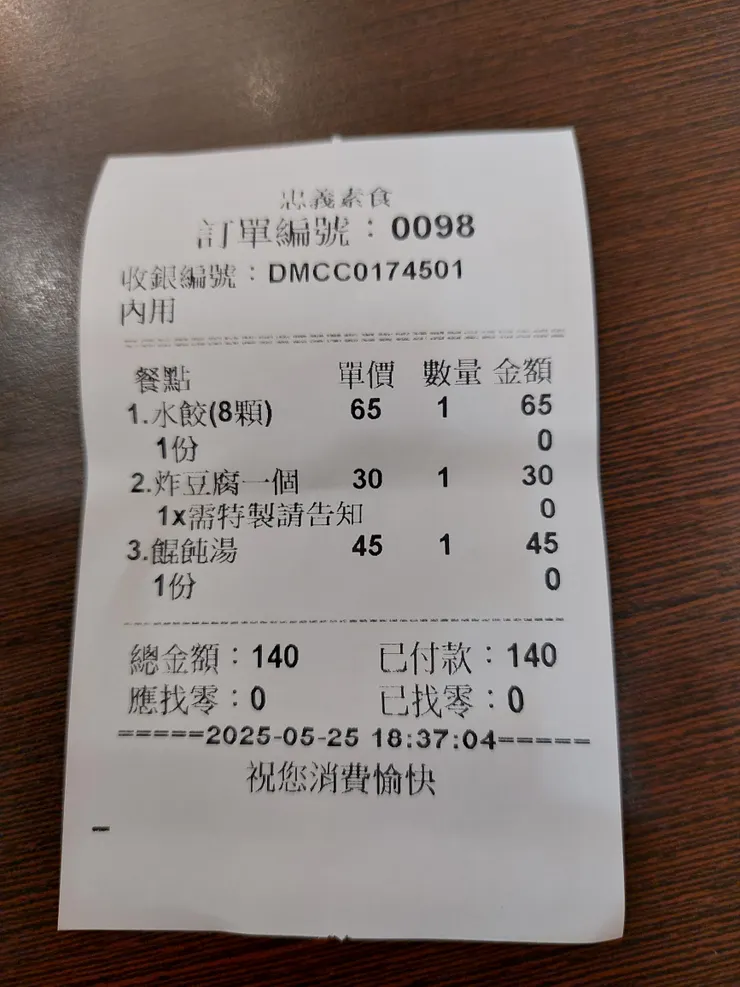 忠義素食
訂單編號：0098
收銀編號：DMCC0174501
內用
餐點 單價 數量 金額
1.水餃(8顆) 65 1 65
1份 0
2.炸豆腐一個 30 1 30
1x需特製請告知 0
3.餛飩湯 45 1 45
1份 0
總金額：140 已付款：140
應找零：0 已找零：0
=====2025-05-25 18:37:04=====
祝您消費愉快